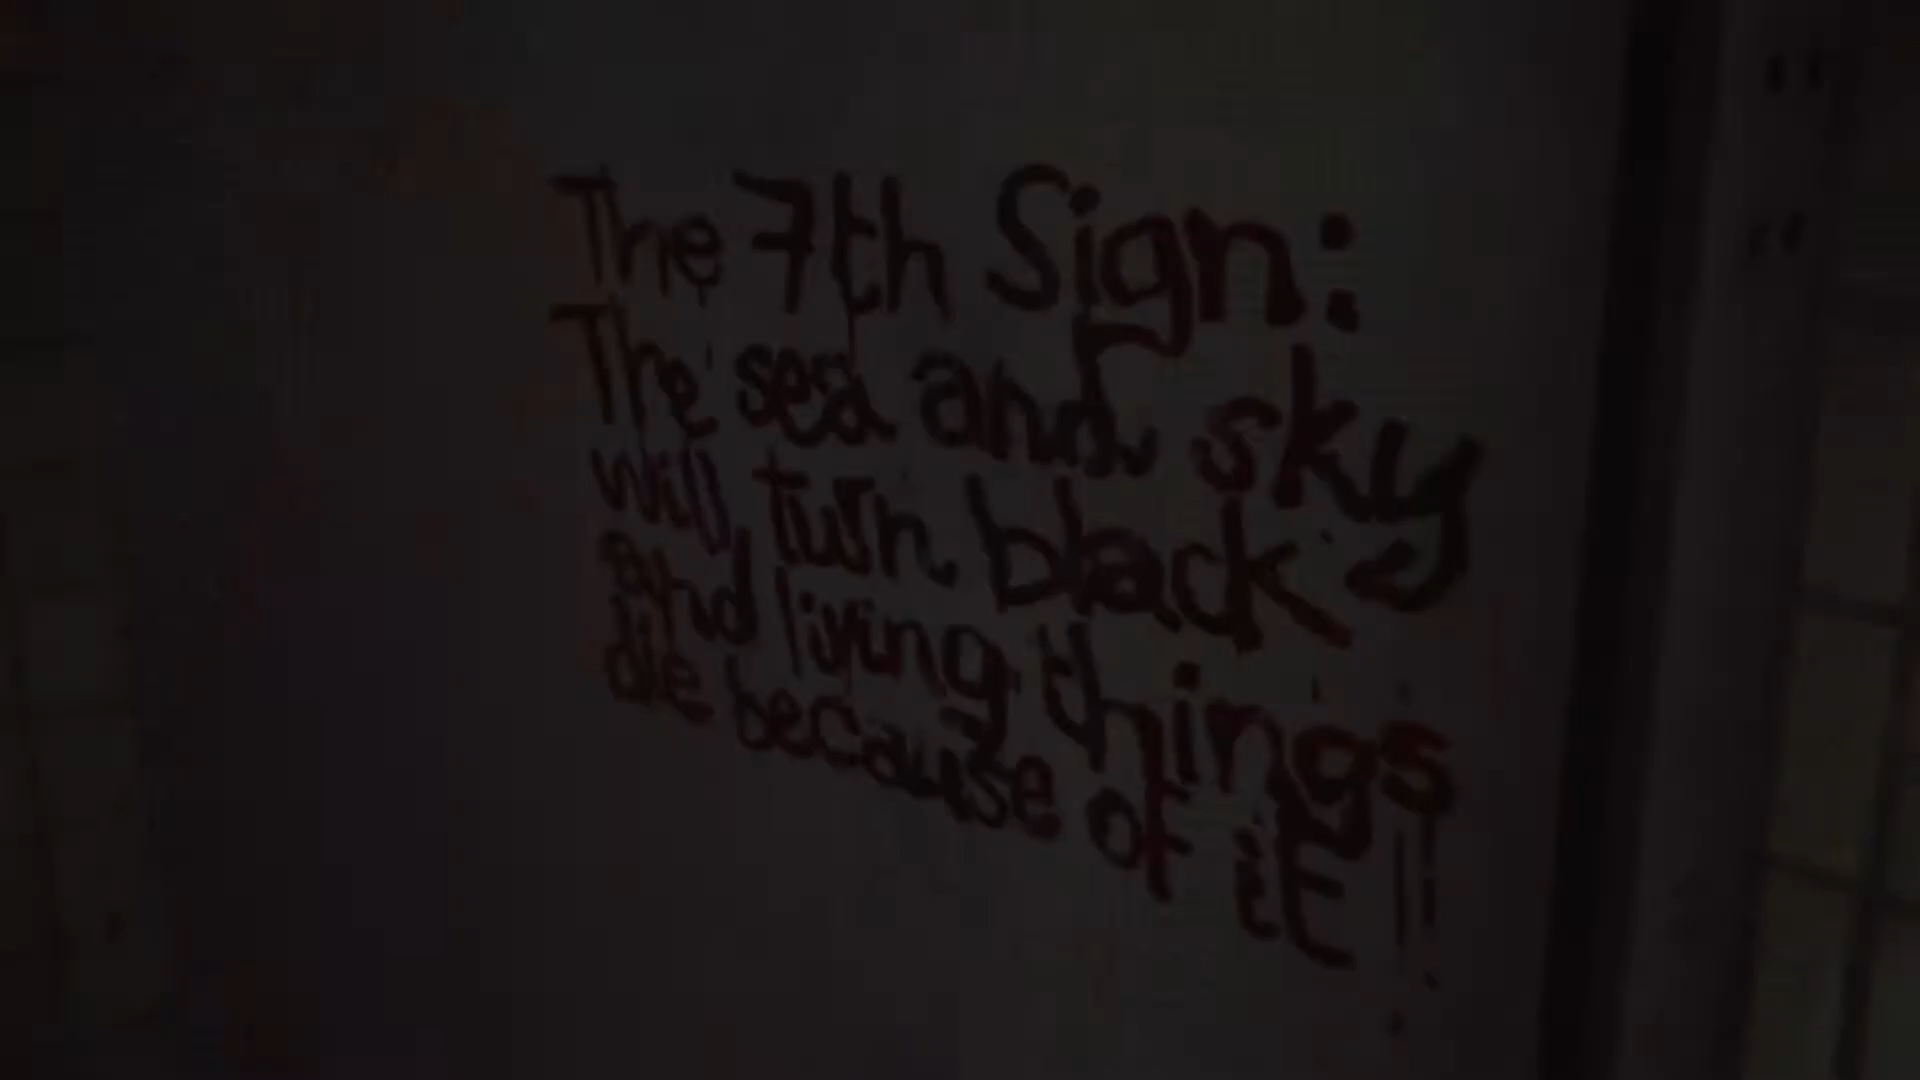 The 7th Sign:
The sea and sky
will turn black
and living things
die because of it!!